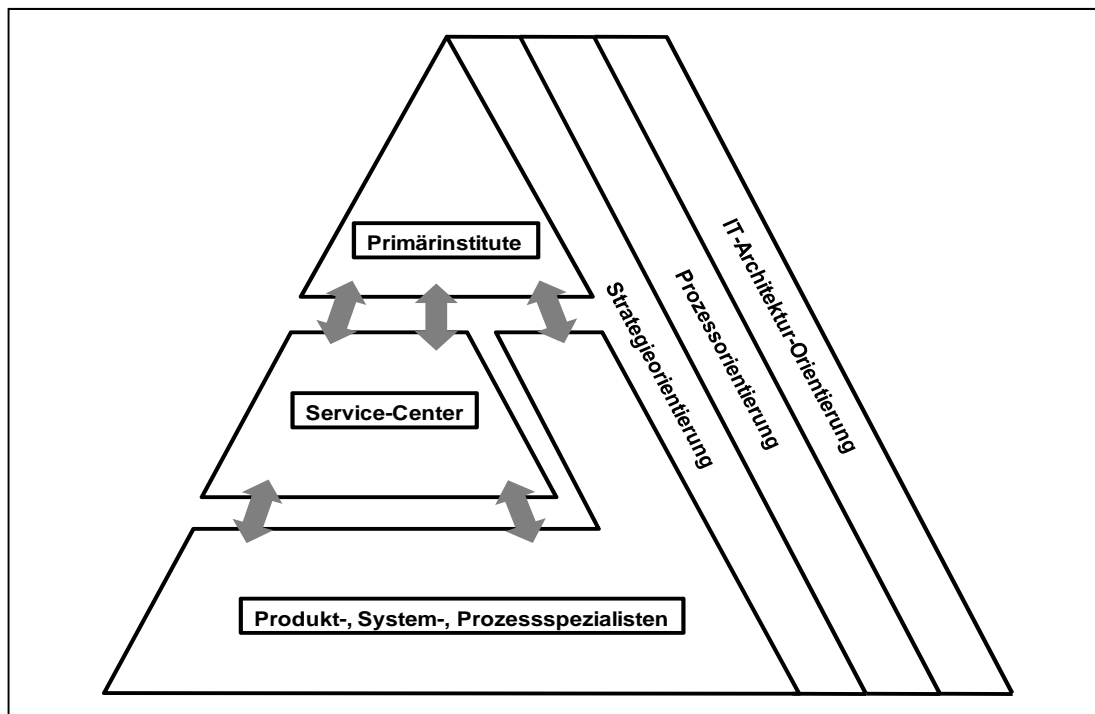 Primärinstitute
Service-Center
Produkt-, System-, Prozessspezialisten
Strategieorientierung
Prozessorientierung
IT-Architektur-Orientierung